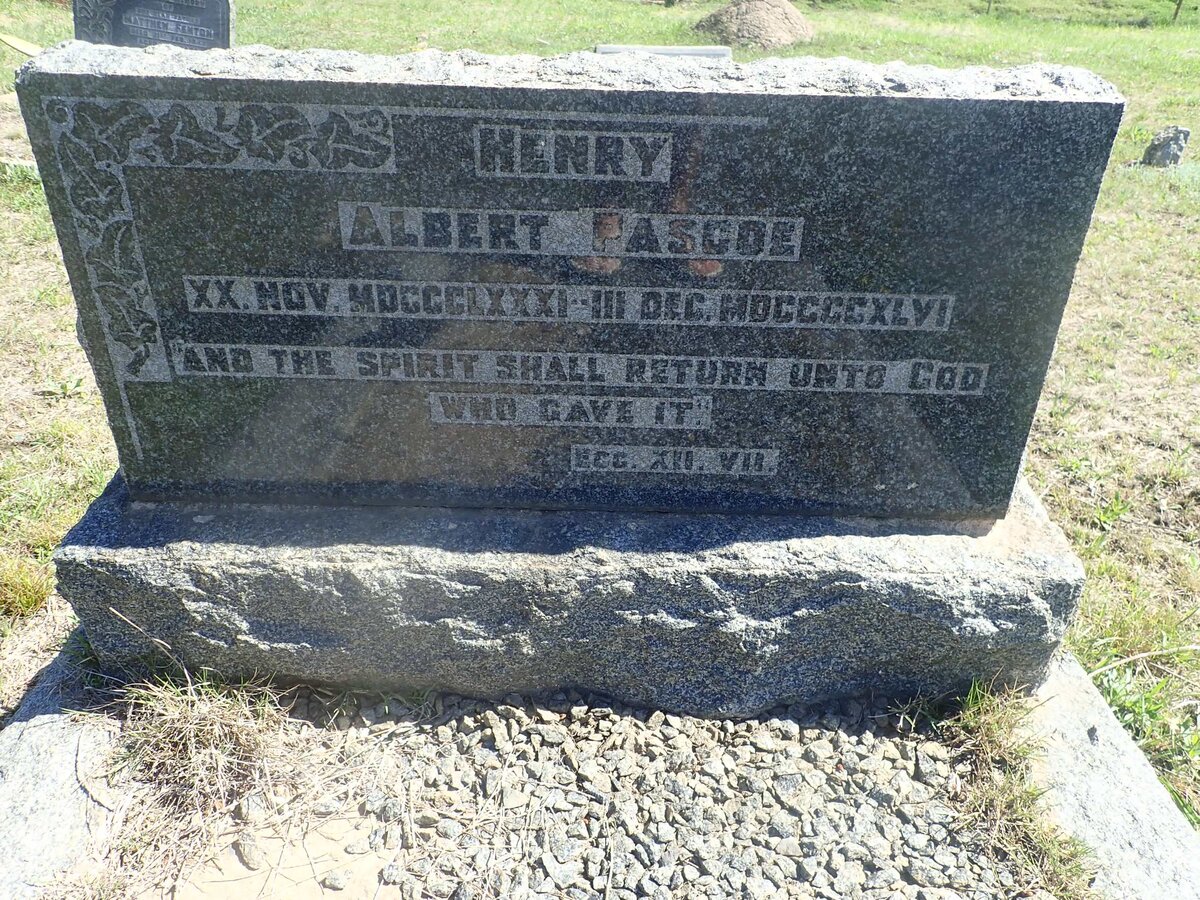 HENRY
ALBERT PASCOE
XX. NOV. MDCCCLXXXI–III DEC. MDCCCCXLVI
"AND THE SPIRIT SHALL RETURN UNTO GOD
WHO GAVE IT."
ECC. XII. VII.